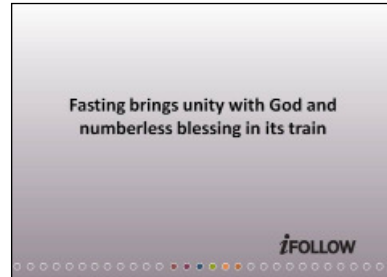 Fasting brings unity with God and
numberless blessing in its train
iFOLLOW